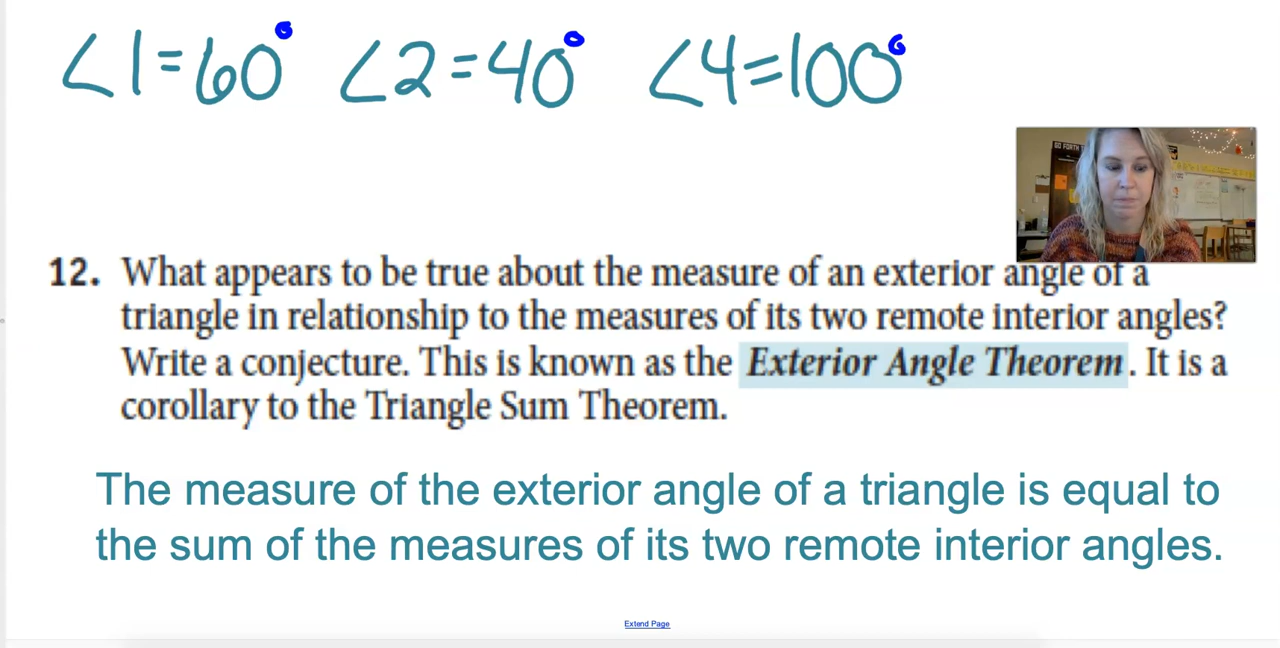 ∠1=60° ∠2=40° ∠4=100°
GO FORTH
12. What appears to be true about the measure of an exterior angle of a
triangle in relationship to the measures of its two remote interior angles?
Write a conjecture. This is known as the Exterior Angle Theorem. It is a
corollary to the Triangle Sum Theorem.
The measure of the exterior angle of a triangle is equal to
the sum of the measures of its two remote interior angles.
Extend Page